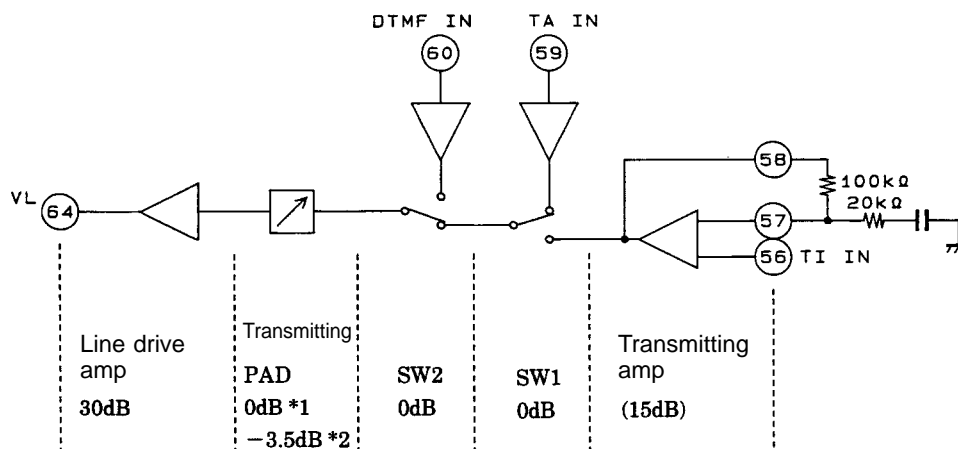 DTMF IN
TA IN
60
59
58
100kΩ
20kΩ
VL
64
57
56
TI IN
Line drive
amp
30dB
Transmitting
PAD
0dB *1
−3.5dB *2
SW2
0dB
SW1
0dB
Transmitting
amp
(15dB)